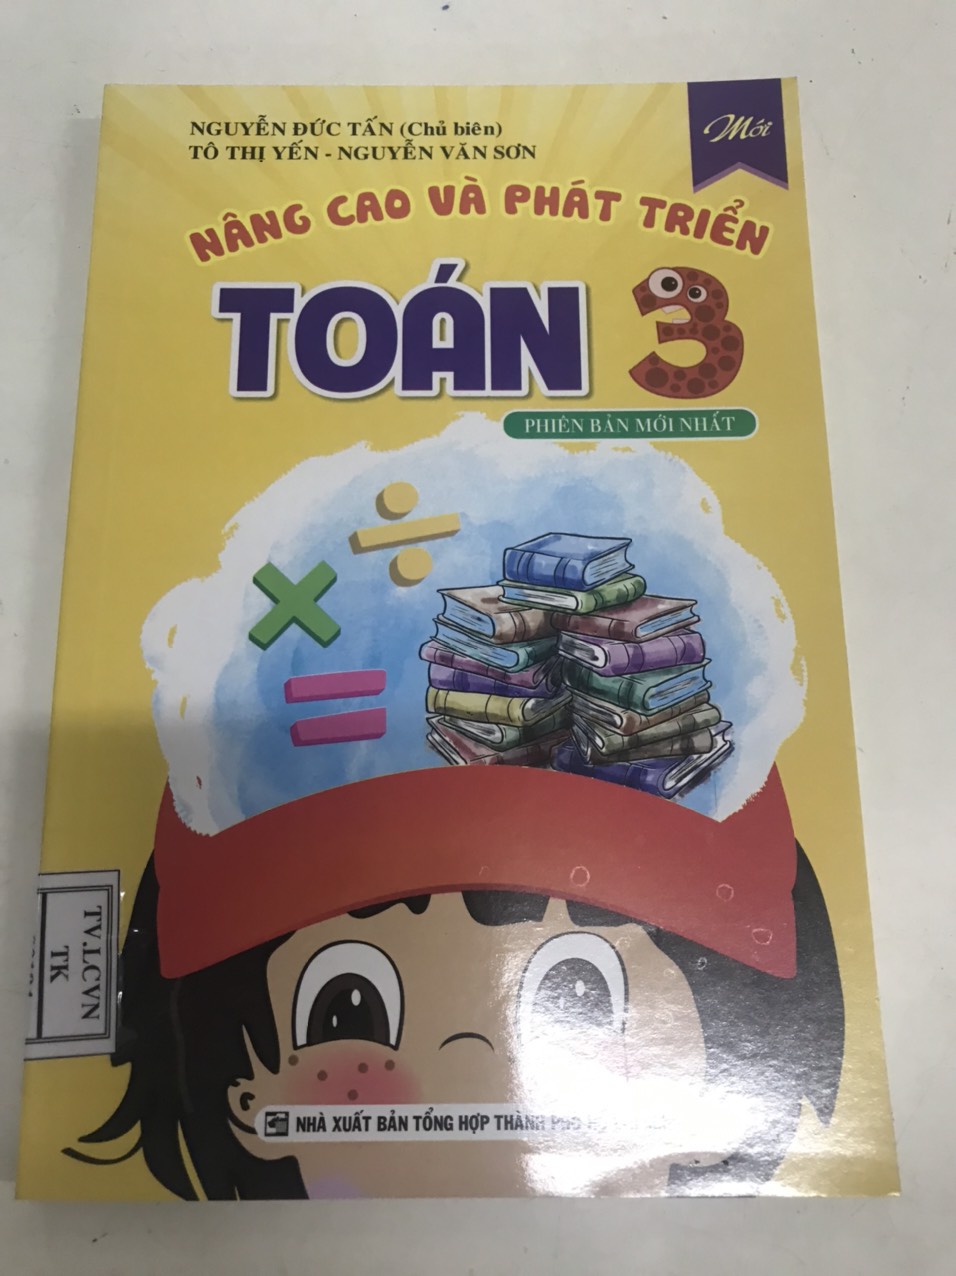 NGUYỄN ĐỨC TẤN (Chủ biên)
TÔ THỊ YẾN - NGUYỄN VĂN SƠN
Mới
NÂNG CAO VÀ PHÁT TRIỂN
TOÁN 3
PHIÊN BẢN MỚI NHẤT
TV.LCVN
TK
NHÀ XUẤT BẢN TỔNG HỢP THÀNH PHỐ